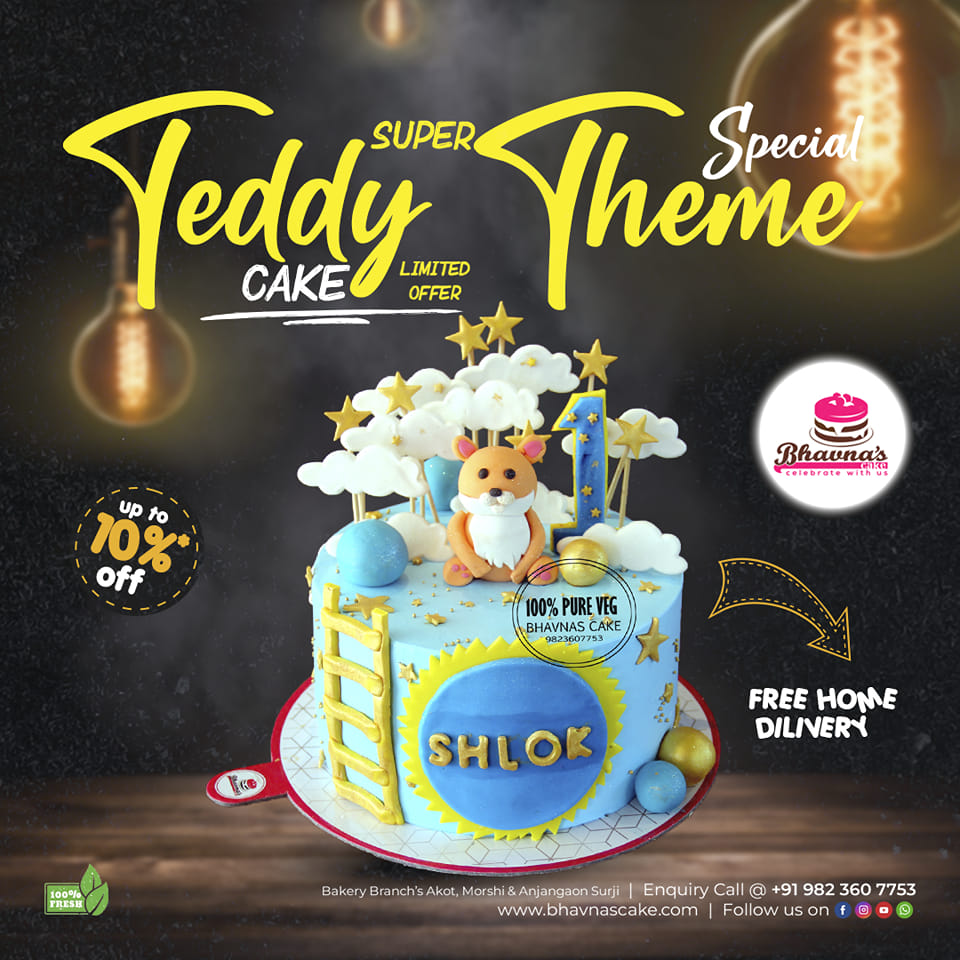 SUPER
Special
Teddy Theme
CAKE
LIMITED
OFFER
1
Bhavna's
cake
celebrate with us
up to
10%*
off
100% PURE VEG
BHAVNAS CAKE
9823607753
FREE HOME
DILIVERY
SHLOK
100%
FRESH
Bakery Branch's Akot, Morshi & Anjangaon Surji | Enquiry Call @ +91 982 360 7753
www.bhavnascake.com | Follow us on